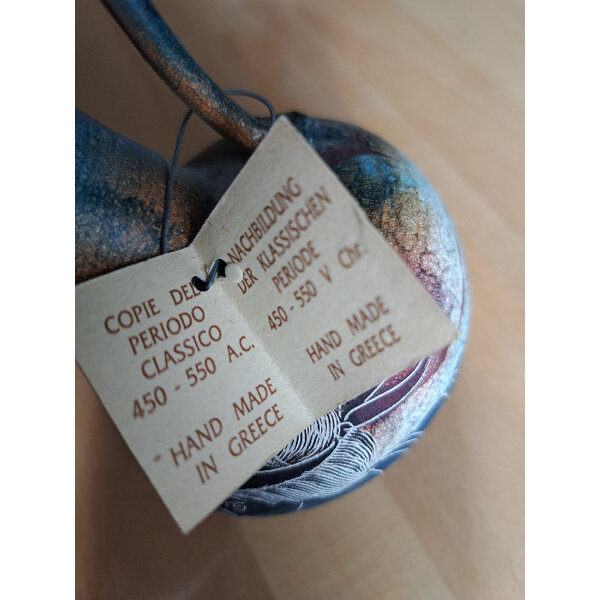 COPIE DEL
PERIODO
CLASSICO
450 - 550 A.C.
- HAND MADE
IN GREECE
NACHBILDUNG
DER KLASSISCHEN
PERIODE
450 - 550 V Chr.
HAND MADE
IN GREECE